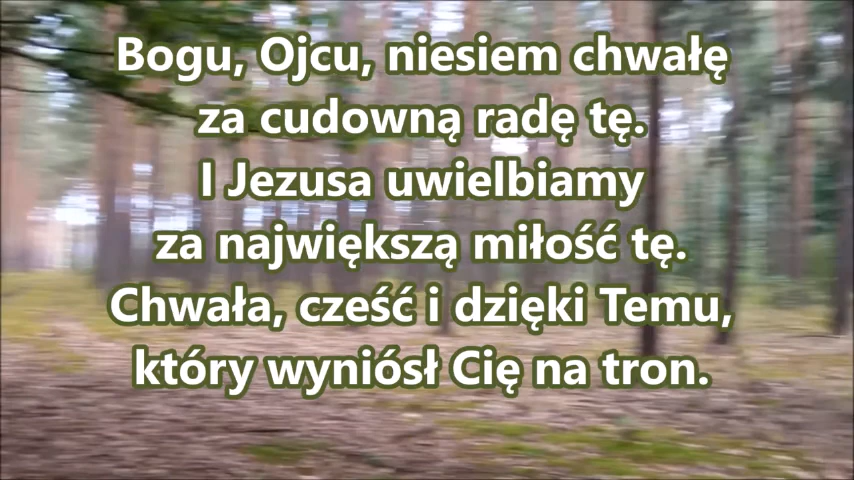 Bogu, Ojcu, niesiem chwałę
za cudowną radę tę.
I Jezusa uwielbiamy
za największą miłość tę.
Chwała, cześć i dzięki Temu,
który wyniósł Cię na tron.